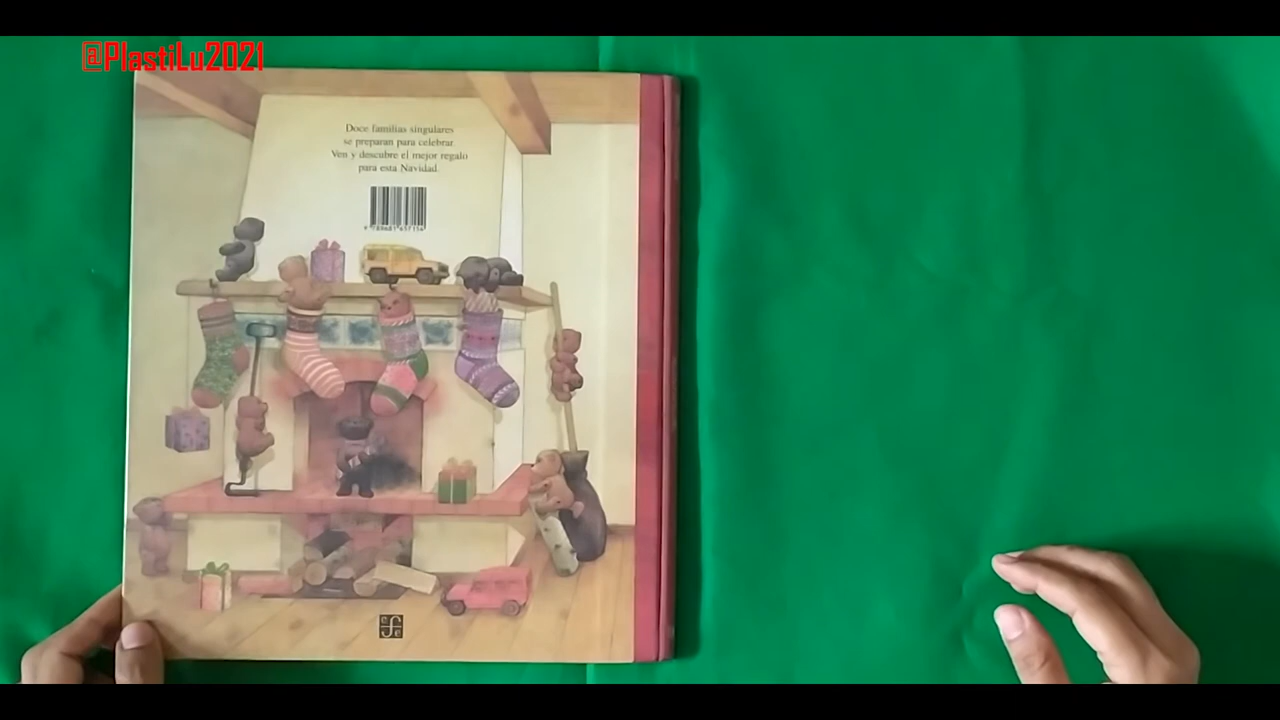 @PlastiLu2021
Doce familias singulares
se preparan para celebrar.
Ven y descubre el mejor regalo
para esta Navidad.